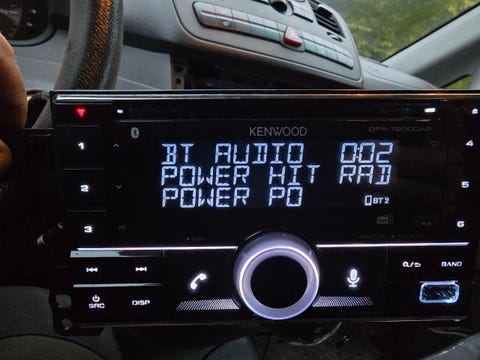 KENWOOD
DPX-7200DAB
BT AUDIO 002
POWER HIT RAD
POWER PO
BT2
1
2
3
4
5
6
SRC
DISP
BAND